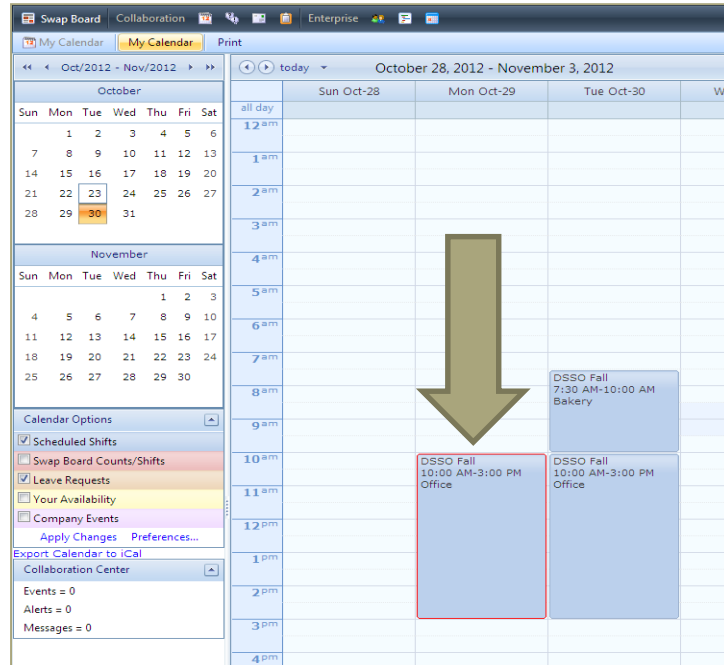 Swap Board Collaboration Enterprise
My Calendar My Calendar Print
Oct/2012 - Nov/2012
October
Sun Mon Tue Wed Thu Fri Sat
1 2 3 4 5 6
7 8 9 10 11 12 13
14 15 16 17 18 19 20
21 22 23 24 25 26 27
28 29 30 31
November
Sun Mon Tue Wed Thu Fri Sat
1 2 3
4 5 6 7 8 9 10
11 12 13 14 15 16 17
18 19 20 21 22 23 24
25 26 27 28 29 30
Calendar Options
Scheduled Shifts
Swap Board Counts/Shifts
Leave Requests
Your Availability
Company Events
Apply Changes Preferences...
Export Calendar to iCal
Collaboration Center
Events = 0
Alerts = 0
Messages = 0
today October 28, 2012 - November 3, 2012
Sun Oct-28 Mon Oct-29 Tue Oct-30 W
all day
12am
1am
2am
3am
4am
5am
6am
7am
8am
9am
10am
11am
12pm
1pm
2pm
3pm
4pm
DSSO Fall
7:30 AM-10:00 AM
Bakery
DSSO Fall
10:00 AM-3:00 PM
Office
DSSO Fall
10:00 AM-3:00 PM
Office